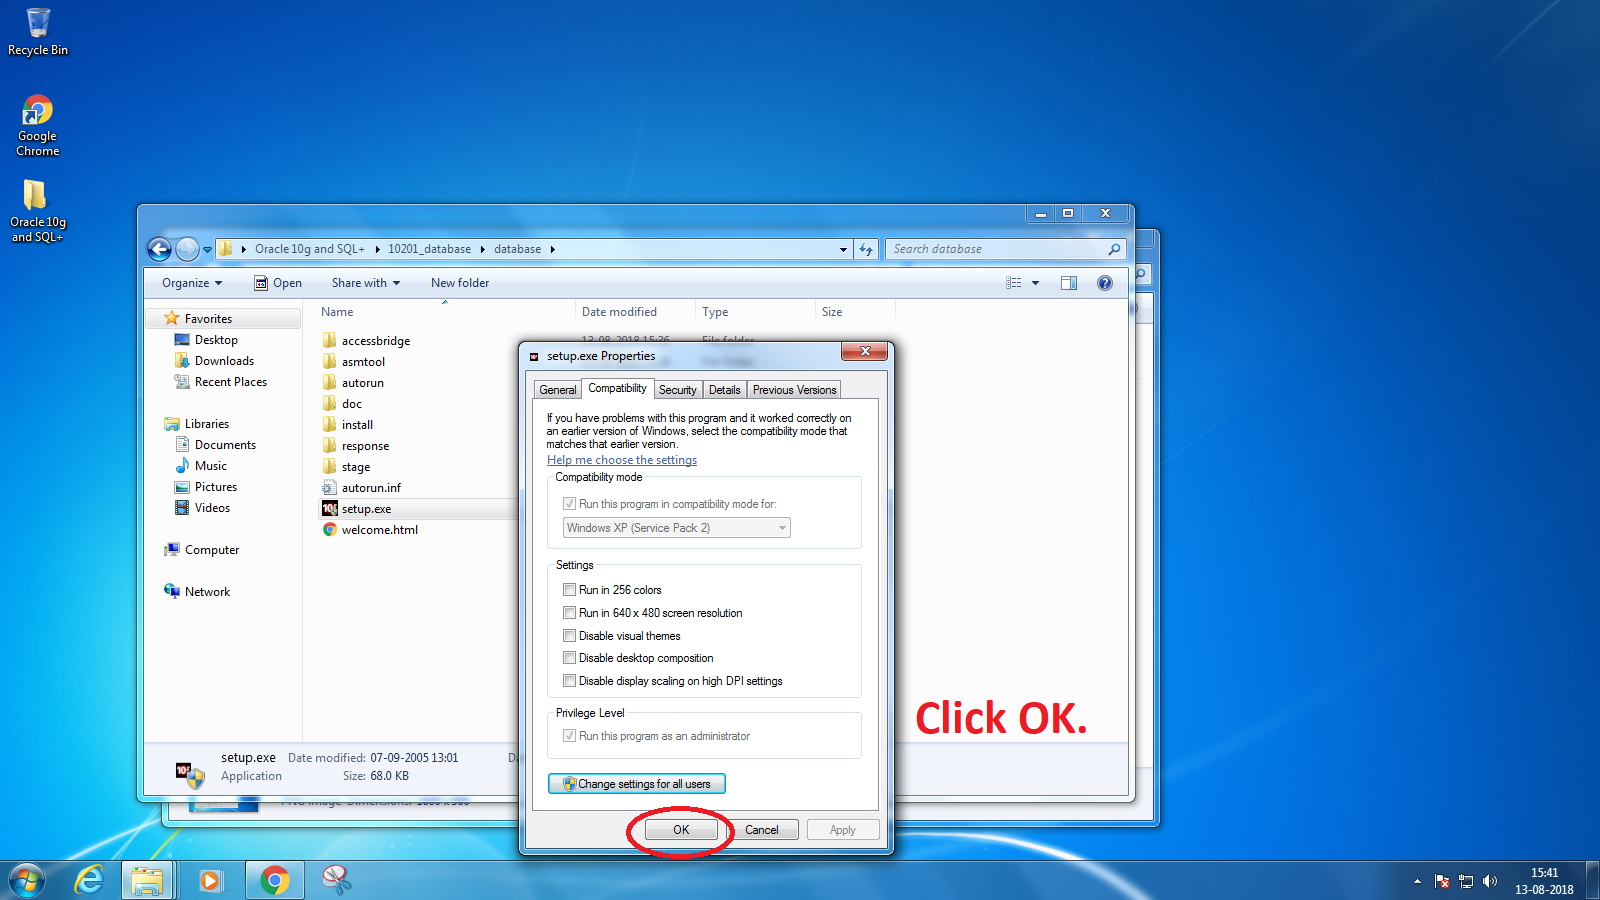 Recycle Bin
Google
Chrome
Oracle 10g
and SQL+
Oracle 10g and SQL+
10201_database
database
Search database
Organize
Open
Share with
New folder
Favorites
Desktop
Downloads
Recent Places
Libraries
Documents
Music
Pictures
Videos
Computer
Network
Name
Date modified
Type
Size
accessbridge
13-08-2018 15:26
File folder
asmtool
autorun
doc
install
response
stage
autorun.inf
setup.exe
welcome.html
setup.exe Properties
General
Compatibility
Security
Details
Previous Versions
If you have problems with this program and it worked correctly on
an earlier version of Windows, select the compatibility mode that
matches that earlier version.
Help me choose the settings
Compatibility mode
Run this program in compatibility mode for:
Windows XP (Service Pack 2)
Settings
Run in 256 colors
Run in 640 x 480 screen resolution
Disable visual themes
Disable desktop composition
Disable display scaling on high DPI settings
Privilege Level
Run this program as an administrator
Change settings for all users
OK
Cancel
Apply
Click OK.
setup.exe
Date modified: 07-09-2005 13:01
Application
Size: 68.0 KB
15:41
13-08-2018